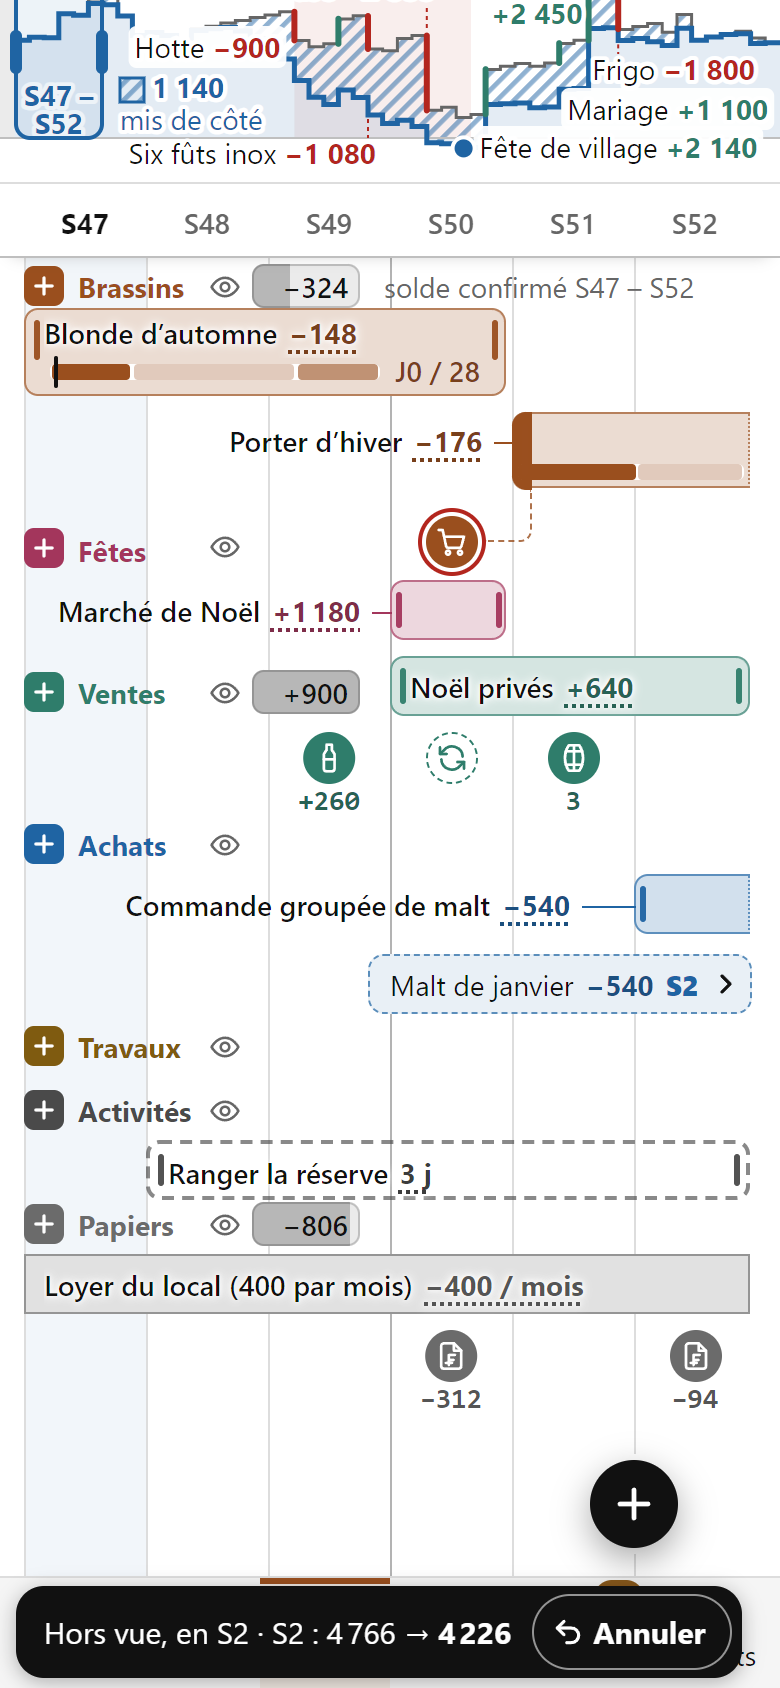 +2 450
Hotte −900
Frigo −1 800
S47 –
S52
1 140
mis de côté
Mariage +1 100
Six fûts inox −1 080
Fête de village +2 140
S47 S48 S49 S50 S51 S52
Brassins −324 solde confirmé S47 – S52
Blonde d’automne −148
J0 / 28
Porter d’hiver −176
Fêtes
Marché de Noël +1 180
Ventes +900 Noël privés +640
+260 3
Achats
Commande groupée de malt −540
Malt de janvier −540 S2
Travaux
Activités
Ranger la réserve 3 j
Papiers −806
Loyer du local (400 par mois) −400 / mois
−312 −94
Hors vue, en S2 · S2 : 4 766 → 4 226 Annuler